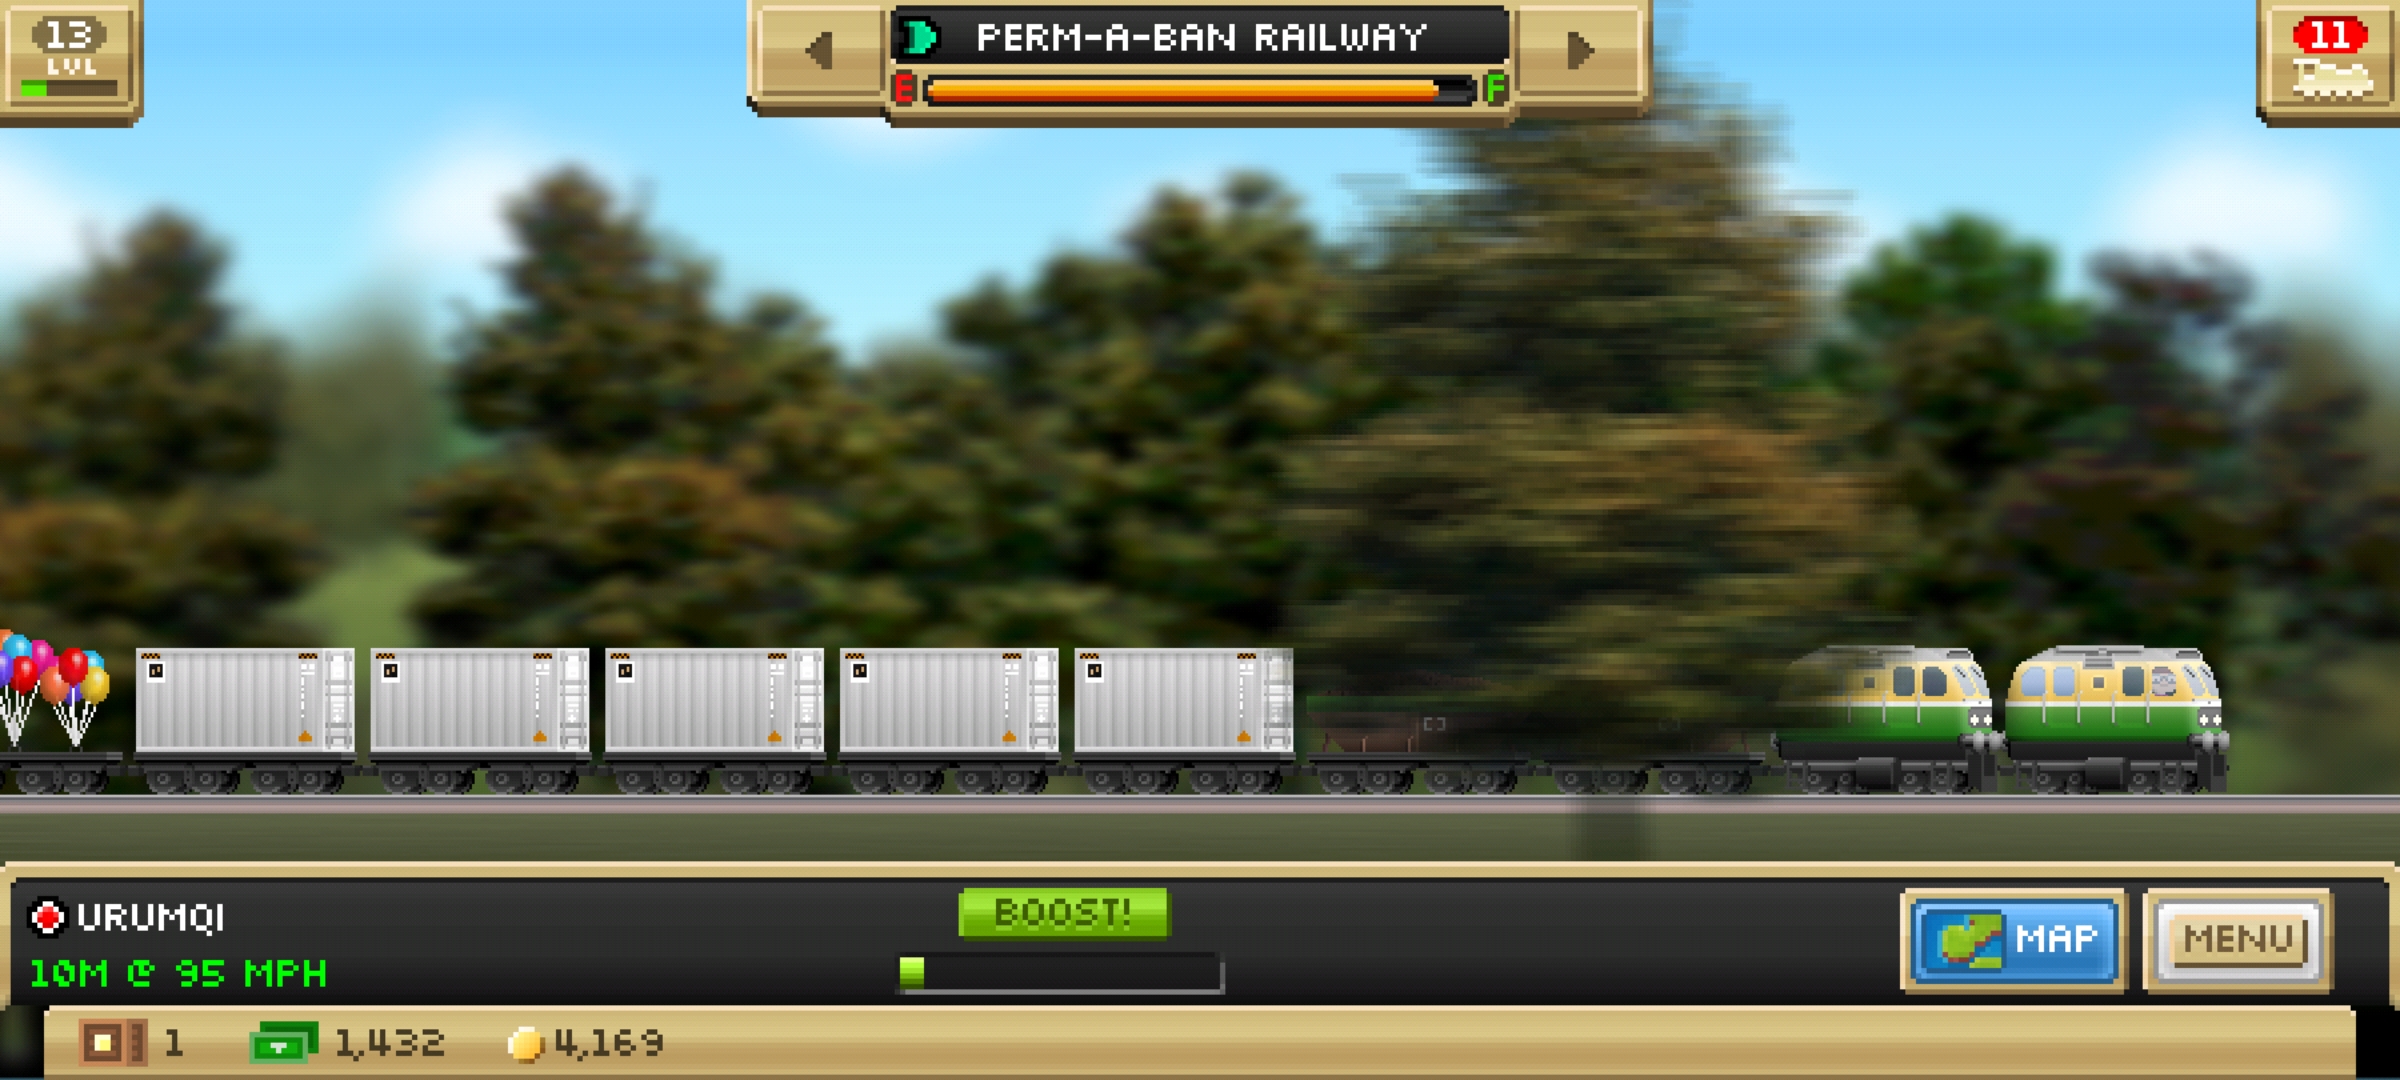 13
LVL
PERM-A-BAN RAILWAY
E F
11
URUMQI
10M @ 95 MPH
BOOST!
MAP
MENU
1 1,432 4,169